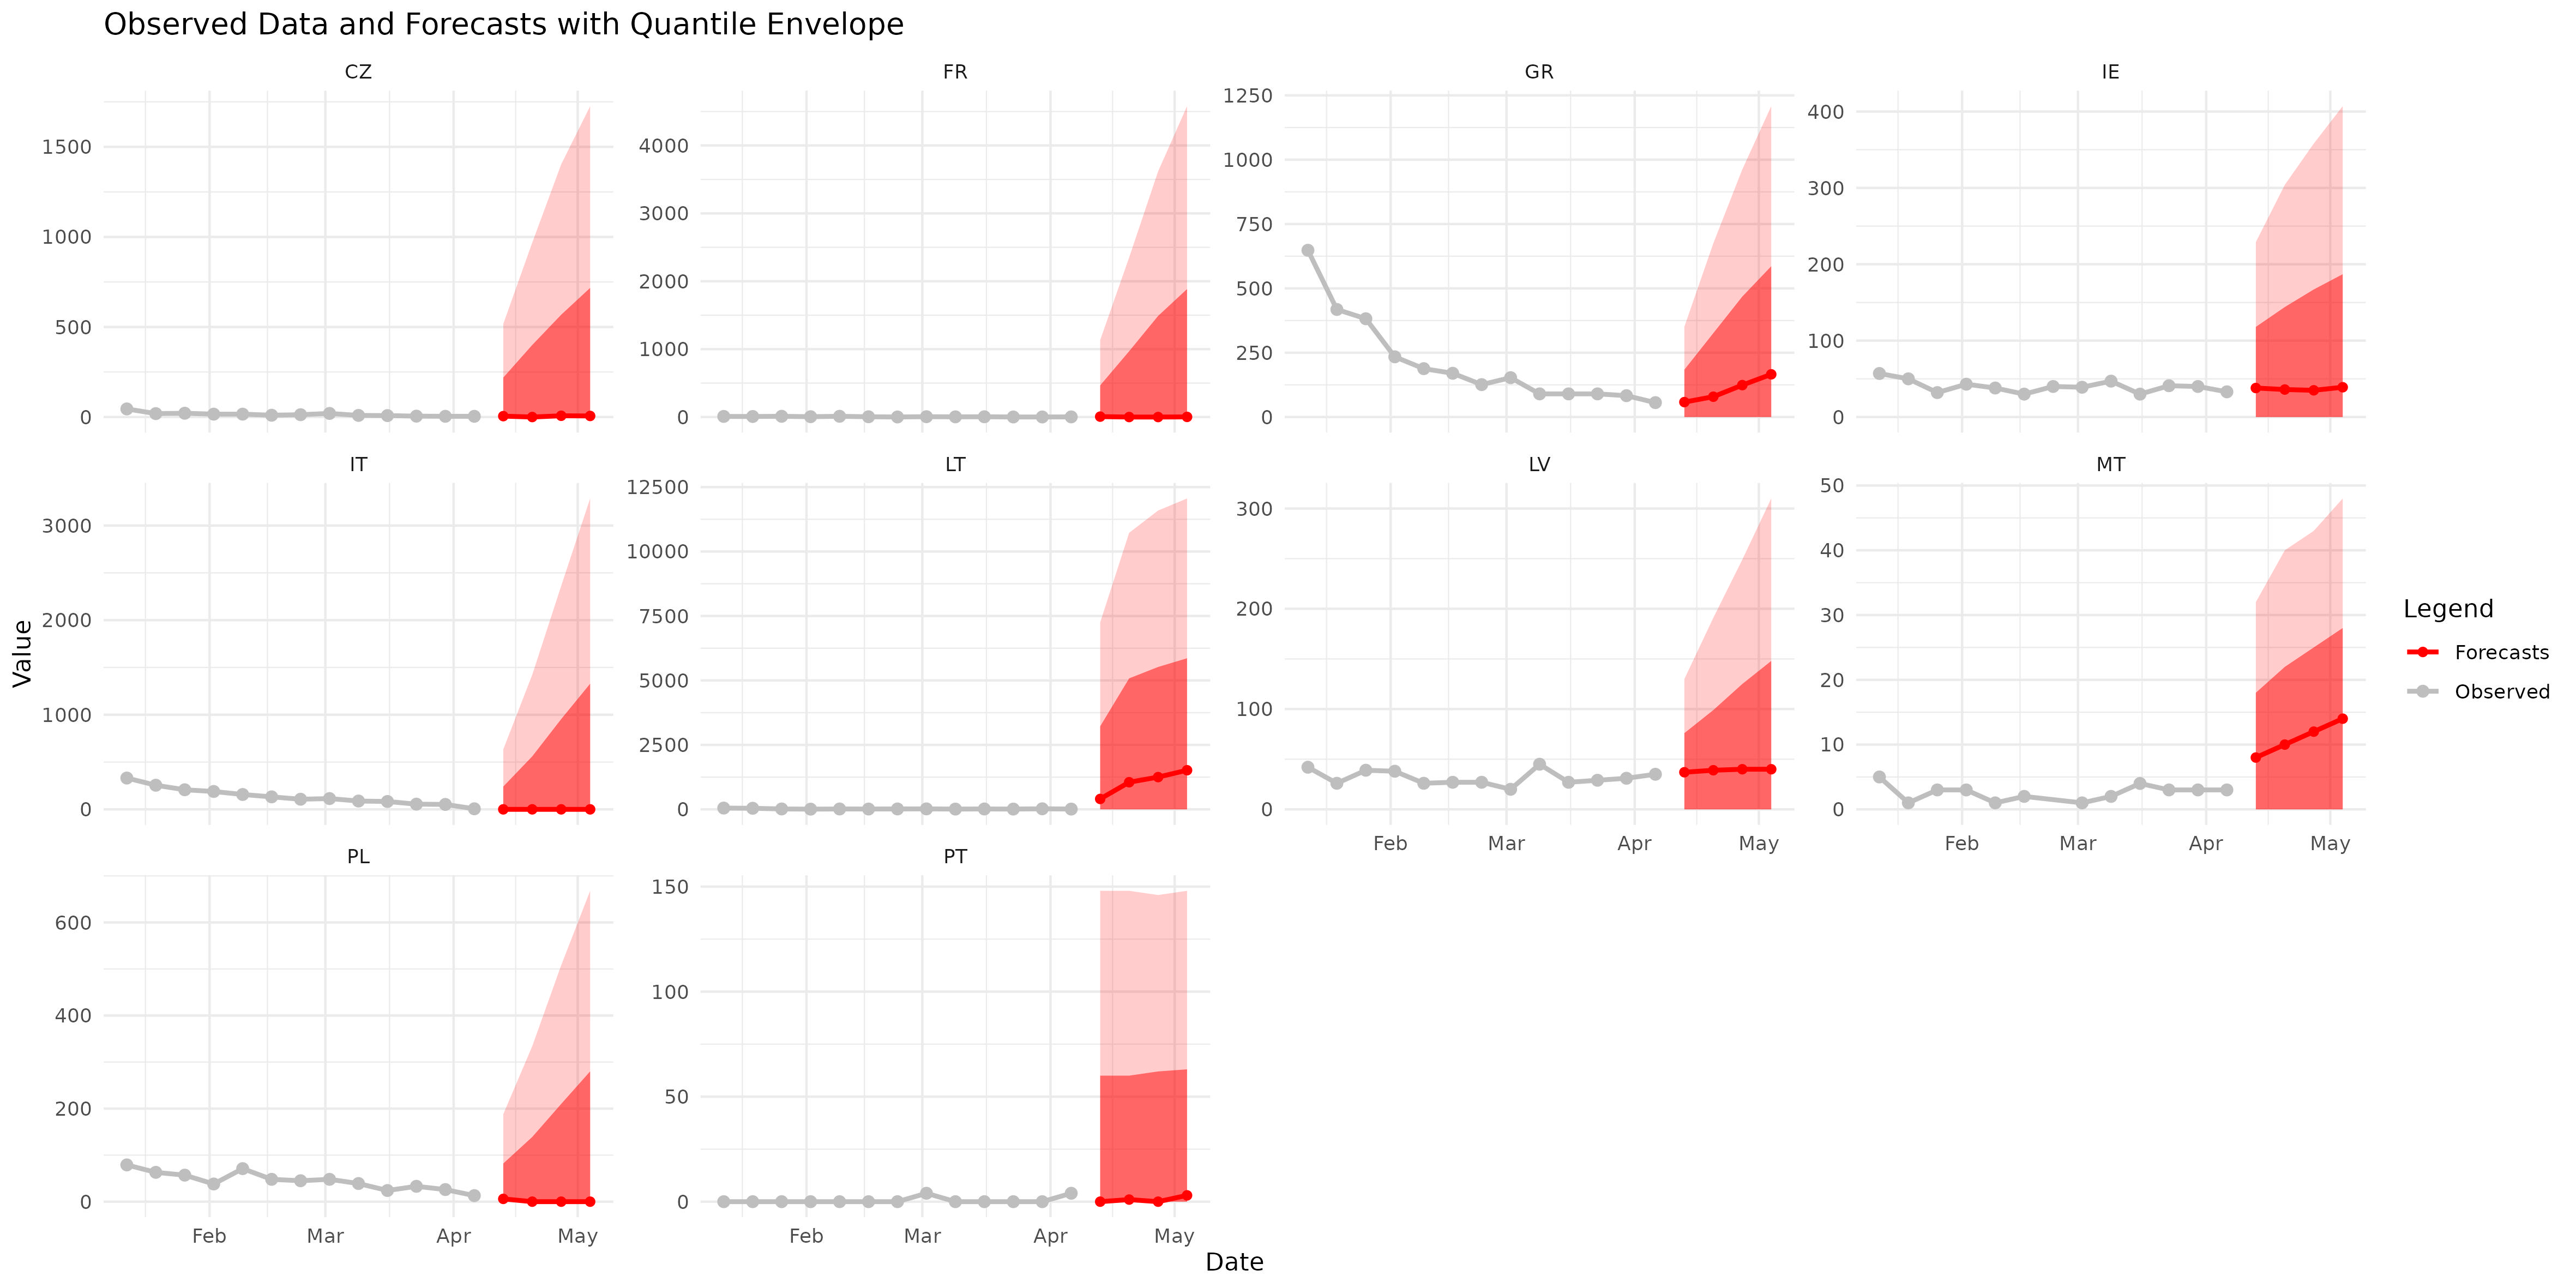 Observed Data and Forecasts with Quantile Envelope
CZ
FR
GR
IE
1500
1000
500
0
4000
3000
2000
1000
0
1250
1000
750
500
250
0
400
300
200
100
0
IT
LT
LV
MT
3000
2000
1000
0
12500
10000
7500
5000
2500
0
300
200
100
0
Feb Mar Apr May
50
40
30
20
10
0
Feb Mar Apr May
PL
PT
600
400
200
0
Feb Mar Apr May
150
100
50
0
Feb Mar Apr May
Value
Date
Legend
Forecasts
Observed